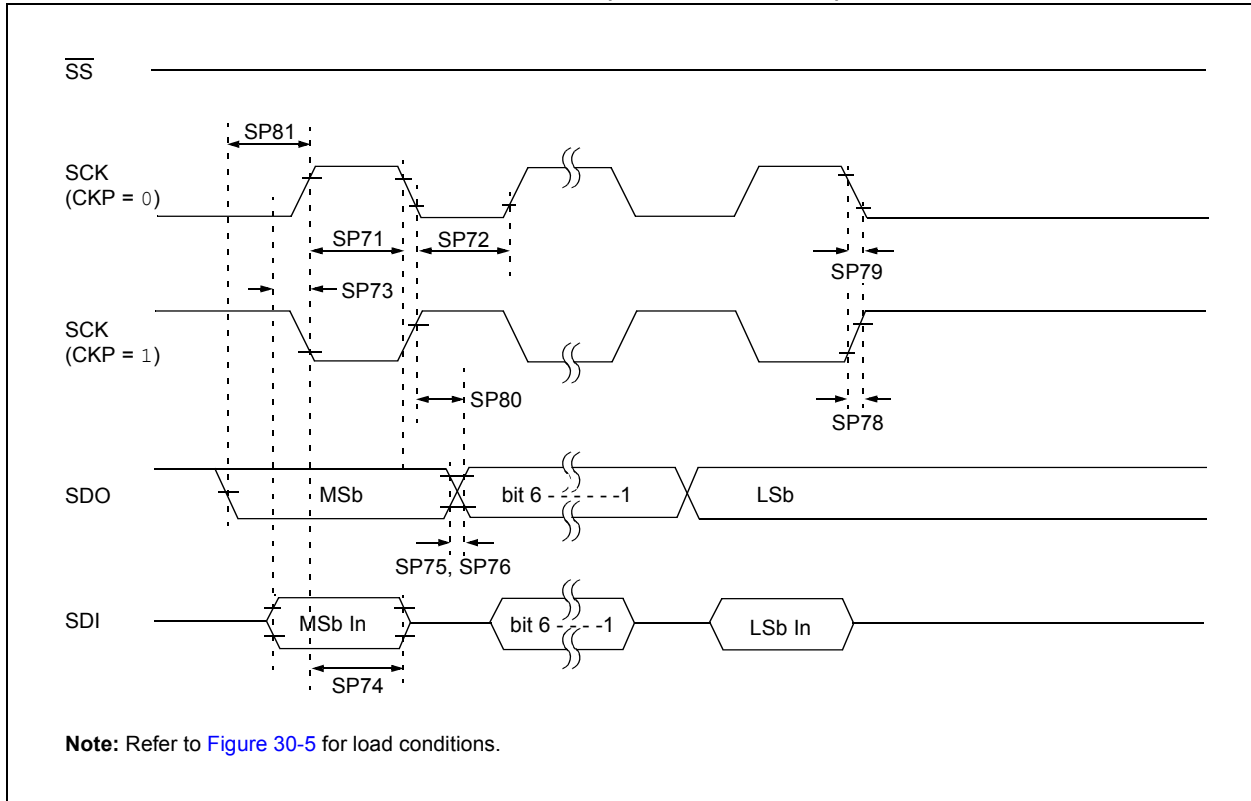 SS
SP81
SCK
(CKP = 0)
SP71
SP72
SP79
SP73
SCK
(CKP = 1)
SP80
SP78
SDO
MSb
bit 6 - - - - - -1
LSb
SP75, SP76
SDI
MSb In
bit 6 - - - - -1
LSb In
SP74
Note: Refer to Figure 30-5 for load conditions.